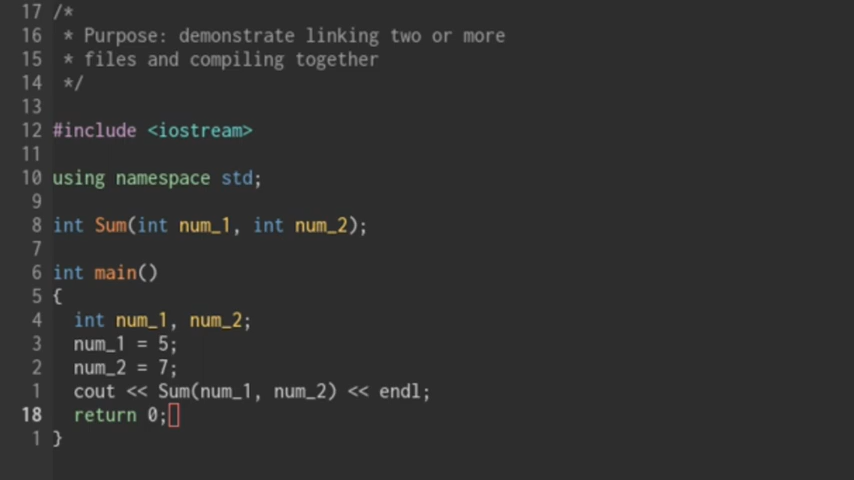 17 /*
16  * Purpose: demonstrate linking two or more
15  * files and compiling together
14  */
13
12 #include <iostream>
11
10 using namespace std;
9
8 int Sum(int num_1, int num_2);
7
6 int main()
5 {
4   int num_1, num_2;
3   num_1 = 5;
2   num_2 = 7;
1   cout << Sum(num_1, num_2) << endl;
18   return 0;
1 }